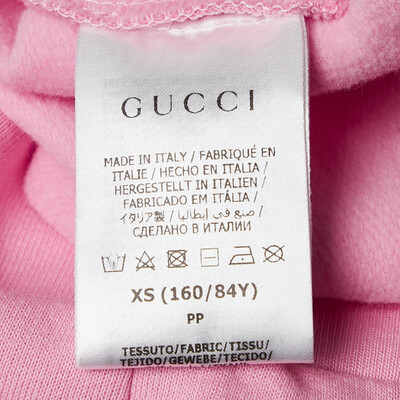 GUCCI
MADE IN ITALY / FABRIQUÉ EN
ITALIE / HECHO EN ITALIA /
HERGESTELLT IN ITALIEN /
FABRICADO EM ITÁLIA /
イタリア製 / صنع في إيطاليا /
СДЕЛАНО В ИТАЛИИ
XS (160/84Y)
PP
TESSUTO/FABRIC/TISSU/
TEJIDO/GEWEBE/TECIDO/